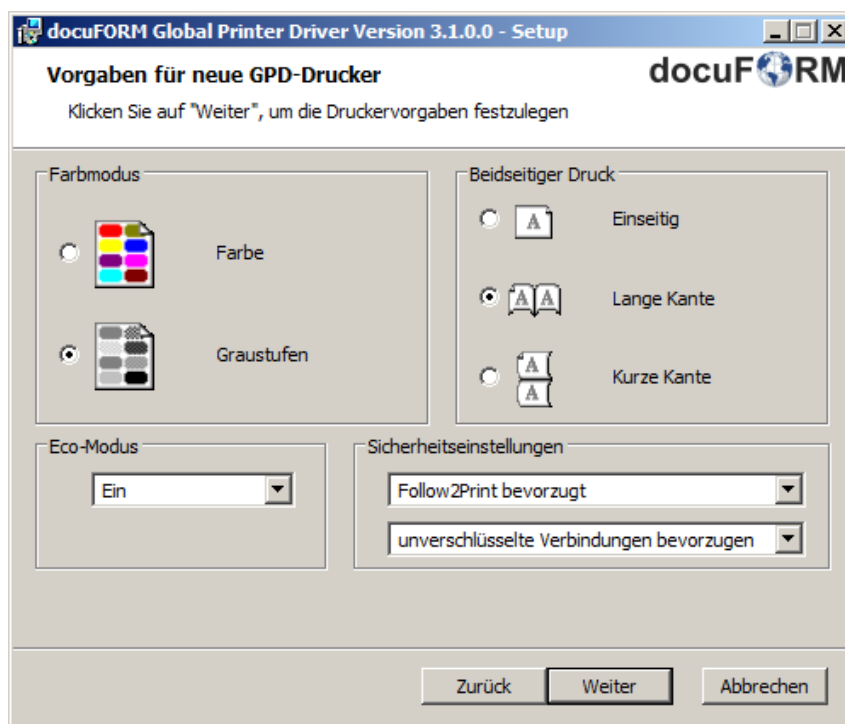 docuFORM Global Printer Driver Version 3.1.0.0 - Setup
Vorgaben für neue GPD-Drucker
docuFORM
Klicken Sie auf "Weiter", um die Druckervorgaben festzulegen
Farbmodus
Farbe
Graustufen
Beidseitiger Druck
A
Einseitig
A A
Lange Kante
A
A
Kurze Kante
Eco-Modus
Ein
Sicherheitseinstellungen
Follow2Print bevorzugt
unverschlüsselte Verbindungen bevorzugen
Zurück
Weiter
Abbrechen